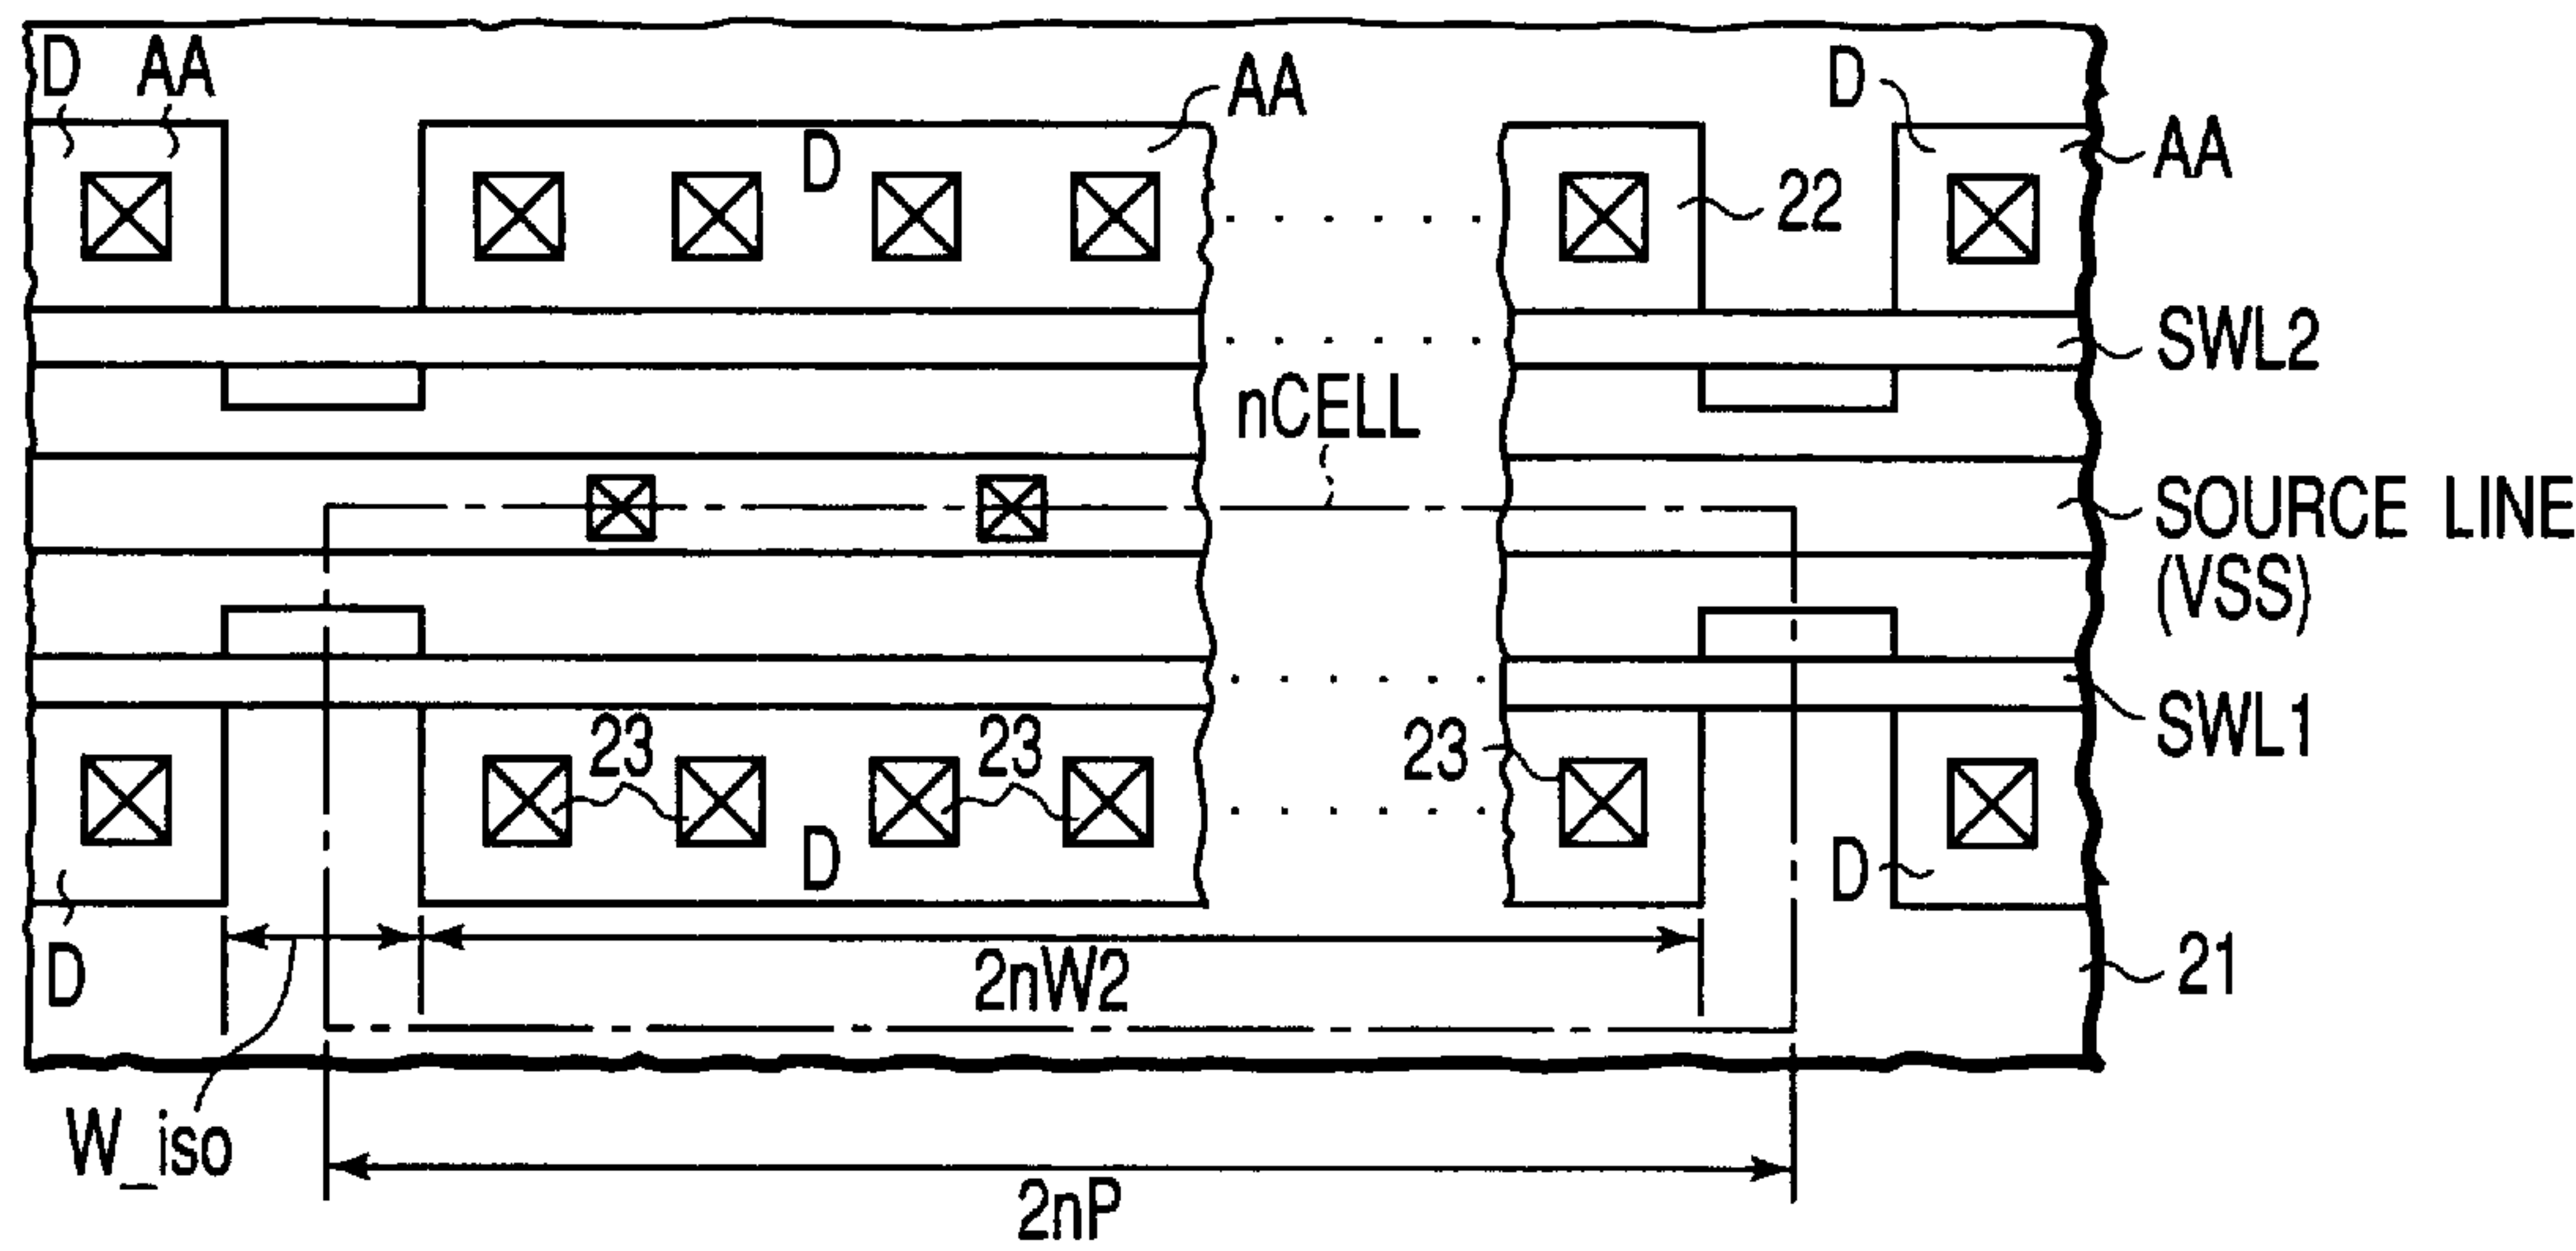 D AA
AA
D
D
AA
22
SWL2
nCELL
SOURCE LINE
(VSS)
SWL1
23
23
23
D
D
D
2nW2
21
W_iso
2nP